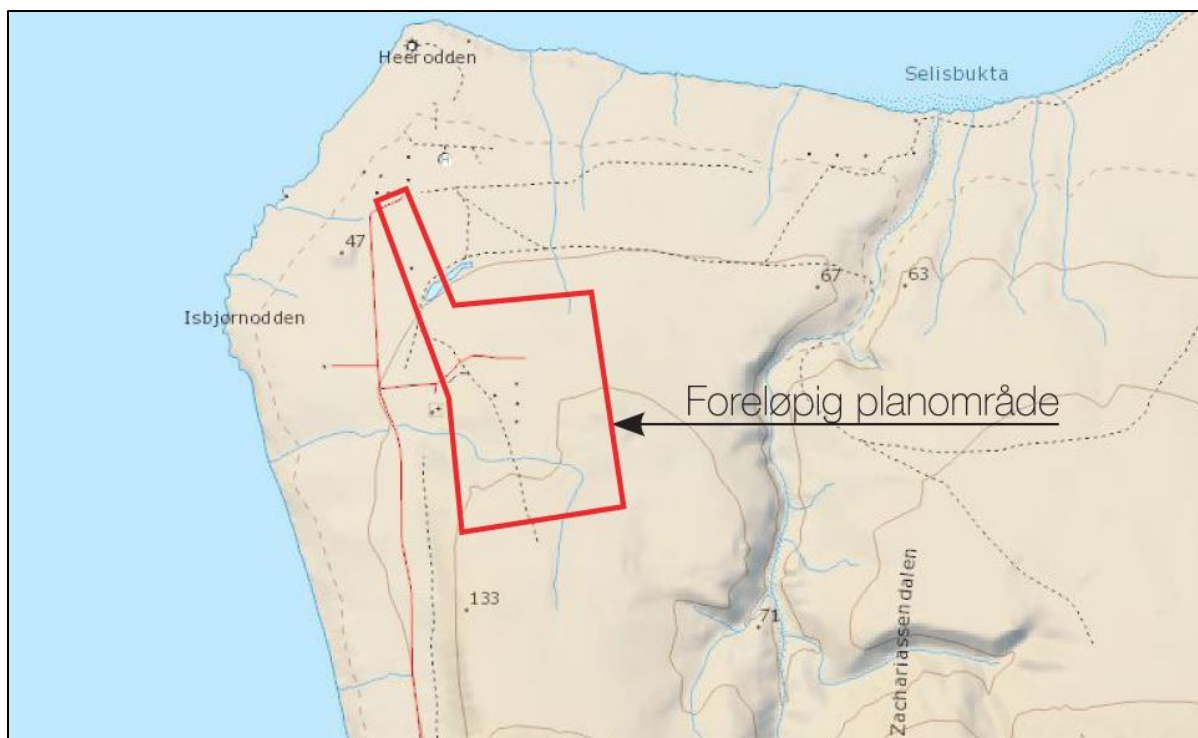 Heerodden
Selisbukta
H
47
67
63
Isbjørnodden
Foreløpig planområde
133
71
Zachariassendalen